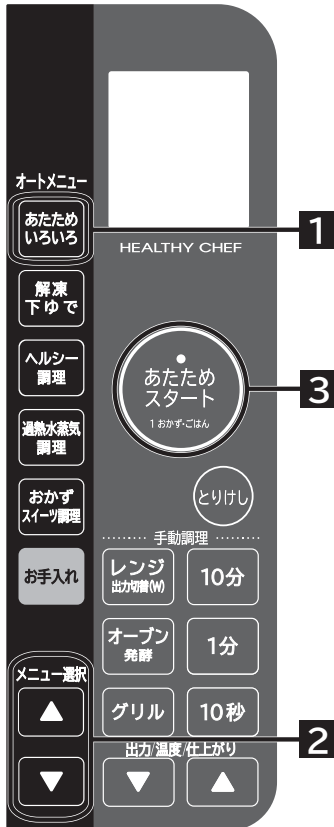 オートメニュー
あたため
いろいろ
1
HEALTHY CHEF
解凍
下ゆで
ヘルシー
調理
あたため
スタート
1 おかず・ごはん
3
過熱水蒸気
調理
おかず
スイーツ調理
とりけし
手動調理
お手入れ
レンジ
出力切替(W)
10分
オーブン
発酵
1分
メニュー選択
▲
▼
グリル
10秒
2
出力/温度/仕上がり
▼
▲